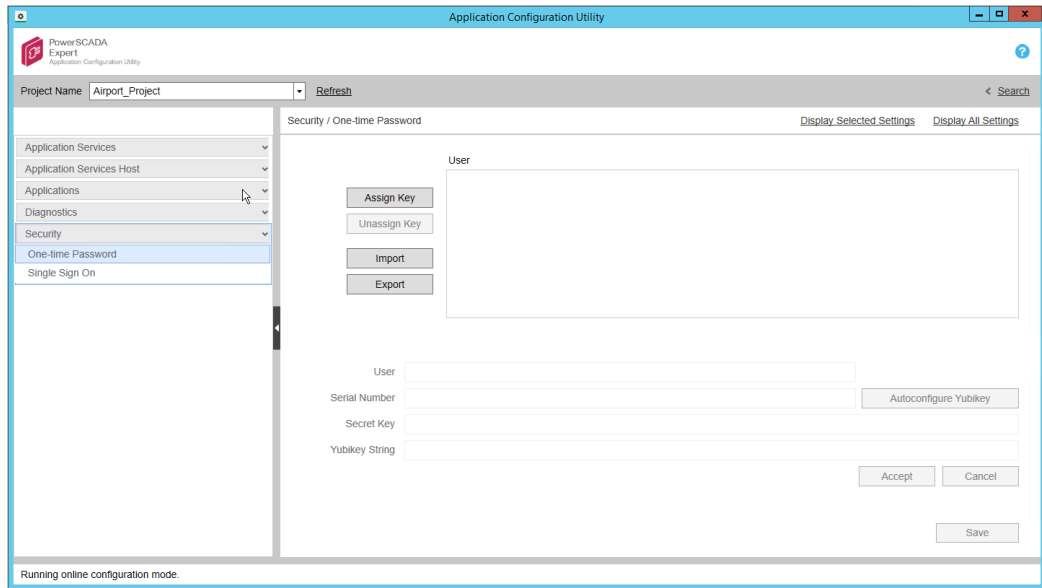 Application Configuration Utility
PowerSCADA
Expert
Application Configuration Utility
?
Project Name Airport_Project Refresh < Search
Security / One-time Password Display Selected Settings Display All Settings
Application Services
Application Services Host
Applications
Diagnostics
Security
One-time Password
Single Sign On
User
Assign Key
Unassign Key
Import
Export
User
Serial Number Autoconfigure Yubikey
Secret Key
Yubikey String
Accept Cancel
Save
Running online configuration mode.